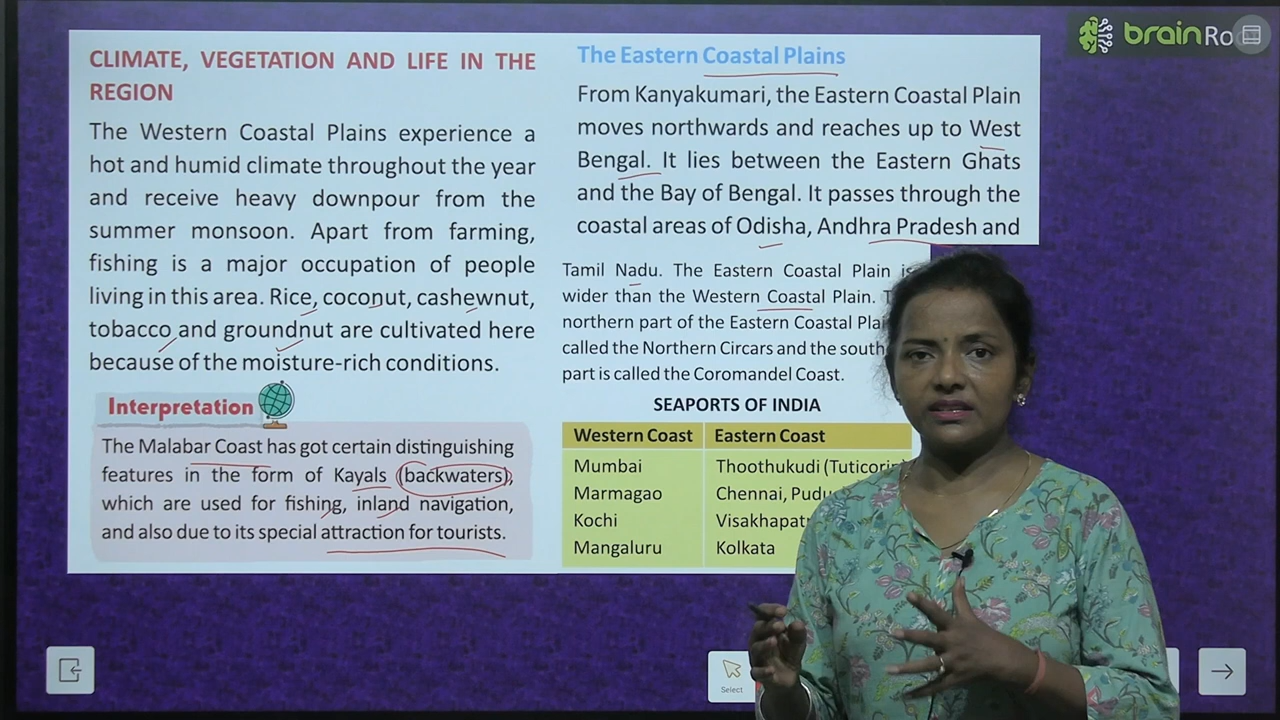 brainRo
CLIMATE, VEGETATION AND LIFE IN THE
REGION
The Western Coastal Plains experience a
hot and humid climate throughout the year
and receive heavy downpour from the
summer monsoon. Apart from farming,
fishing is a major occupation of people
living in this area. Rice, coconut, cashewnut,
tobacco and groundnut are cultivated here
because of the moisture-rich conditions.
Interpretation
The Malabar Coast has got certain distinguishing
features in the form of Kayals (backwaters),
which are used for fishing, inland navigation,
and also due to its special attraction for tourists.
The Eastern Coastal Plains
From Kanyakumari, the Eastern Coastal Plain
moves northwards and reaches up to West
Bengal. It lies between the Eastern Ghats
and the Bay of Bengal. It passes through the
coastal areas of Odisha, Andhra Pradesh and
Tamil Nadu. The Eastern Coastal Plain
wider than the Western Coastal Plain.
northern part of the Eastern Coastal
called the Northern Circars and the
part is called the Coromandel Coast.
SEAPORTS OF INDIA
Western Coast Eastern Coast
Mumbai Thoothukudi
Marmagao Chennai,
Kochi
Mangaluru Kolkata
Select